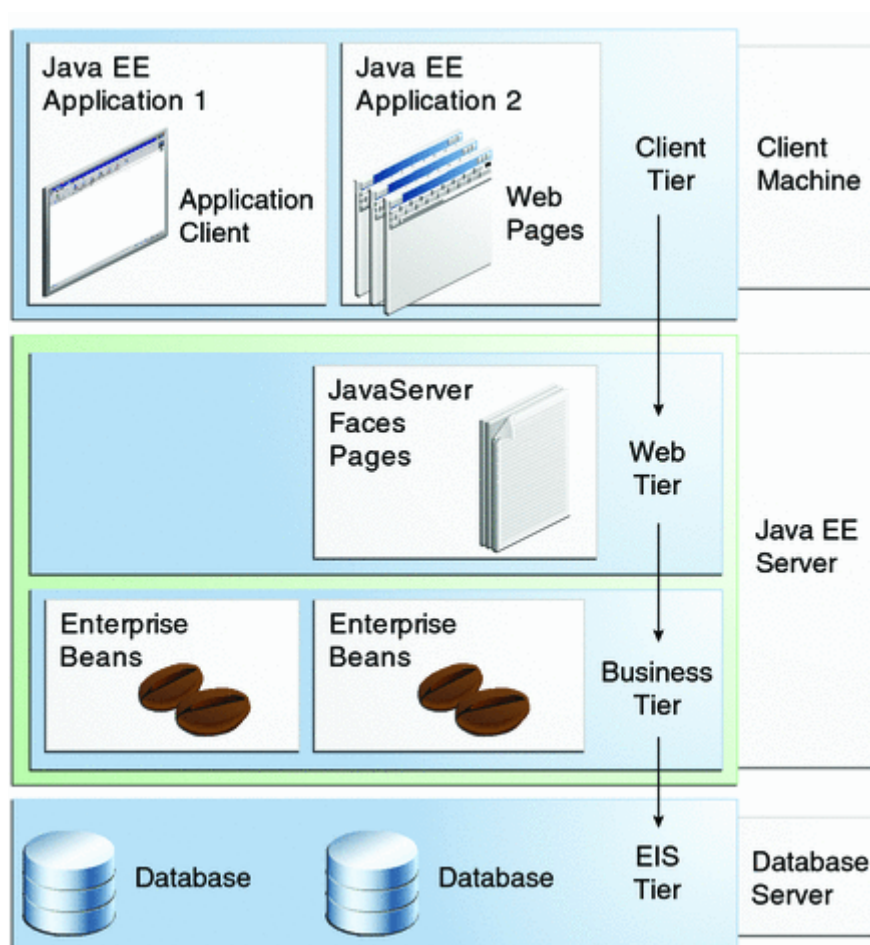 Java EE
Application 1
Application
Client
Java EE
Application 2
Web
Pages
Client
Tier
Client
Machine
JavaServer
Faces
Pages
Web
Tier
Java EE
Server
Enterprise
Beans
Enterprise
Beans
Business
Tier
Database
Database
EIS
Tier
Database
Server